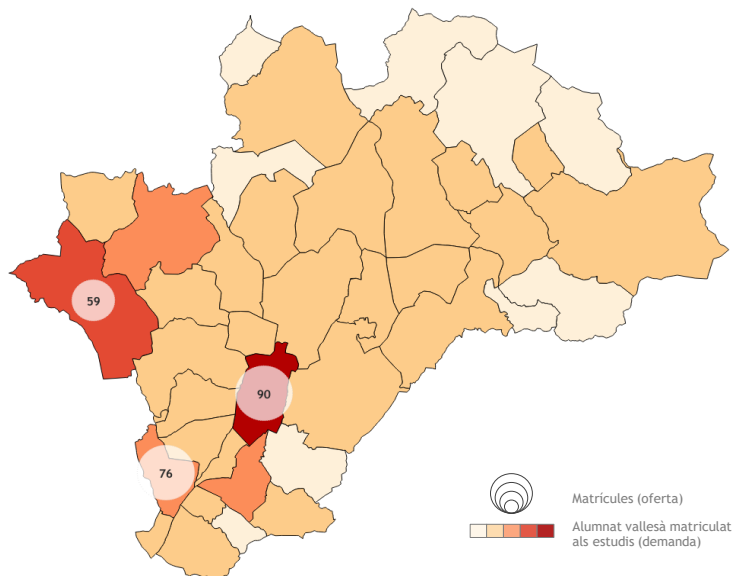 59
90
76
Matrícules (oferta)
Alumnat vallesà matriculat
als estudis (demanda)